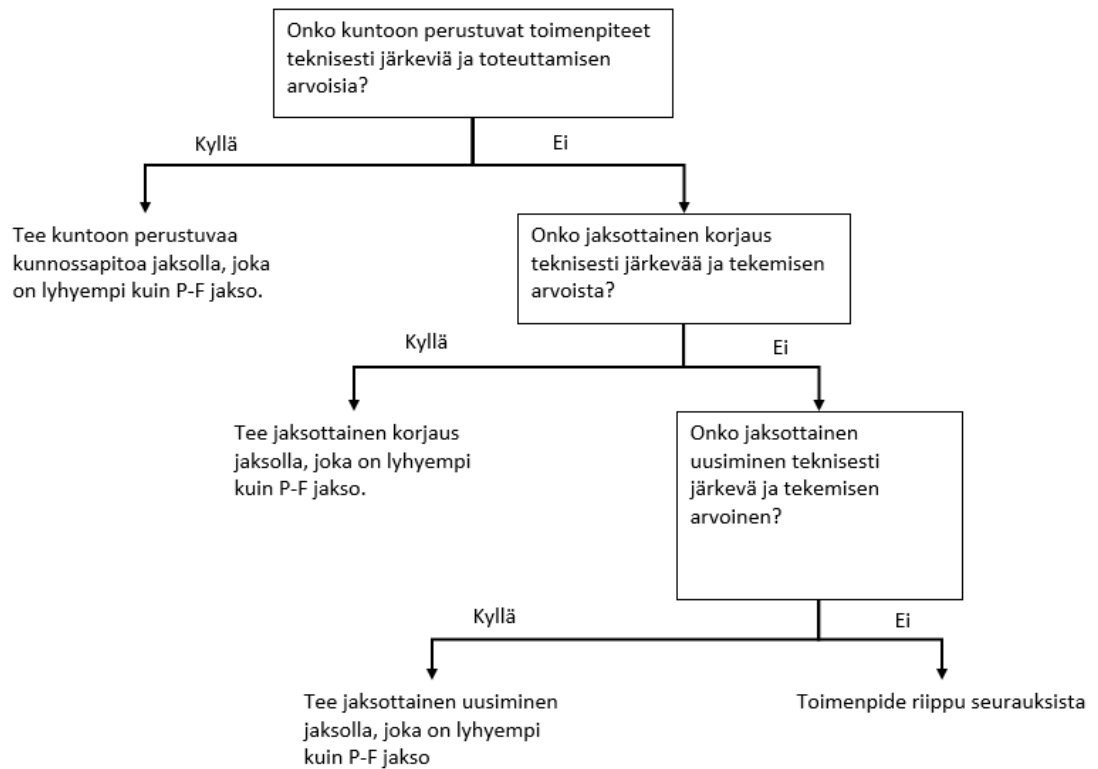 Onko kuntoon perustuvat toimenpiteet
teknisesti järkeviä ja toteuttamisen
arvoisia?
Kyllä
Ei
Tee kuntoon perustuvaa
kunnossapitoa jaksolla, joka
on lyhyempi kuin P-F jakso.
Onko jaksottainen korjaus
teknisesti järkevää ja tekemisen
arvoista?
Kyllä
Ei
Tee jaksottainen korjaus
jaksolla, joka on lyhyempi
kuin P-F jakso.
Onko jaksottainen
uusiminen teknisesti
järkevä ja tekemisen
arvoinen?
Kyllä
Ei
Tee jaksottainen uusiminen
jaksolla, joka on lyhyempi
kuin P-F jakso
Toimenpide riippu seurauksista